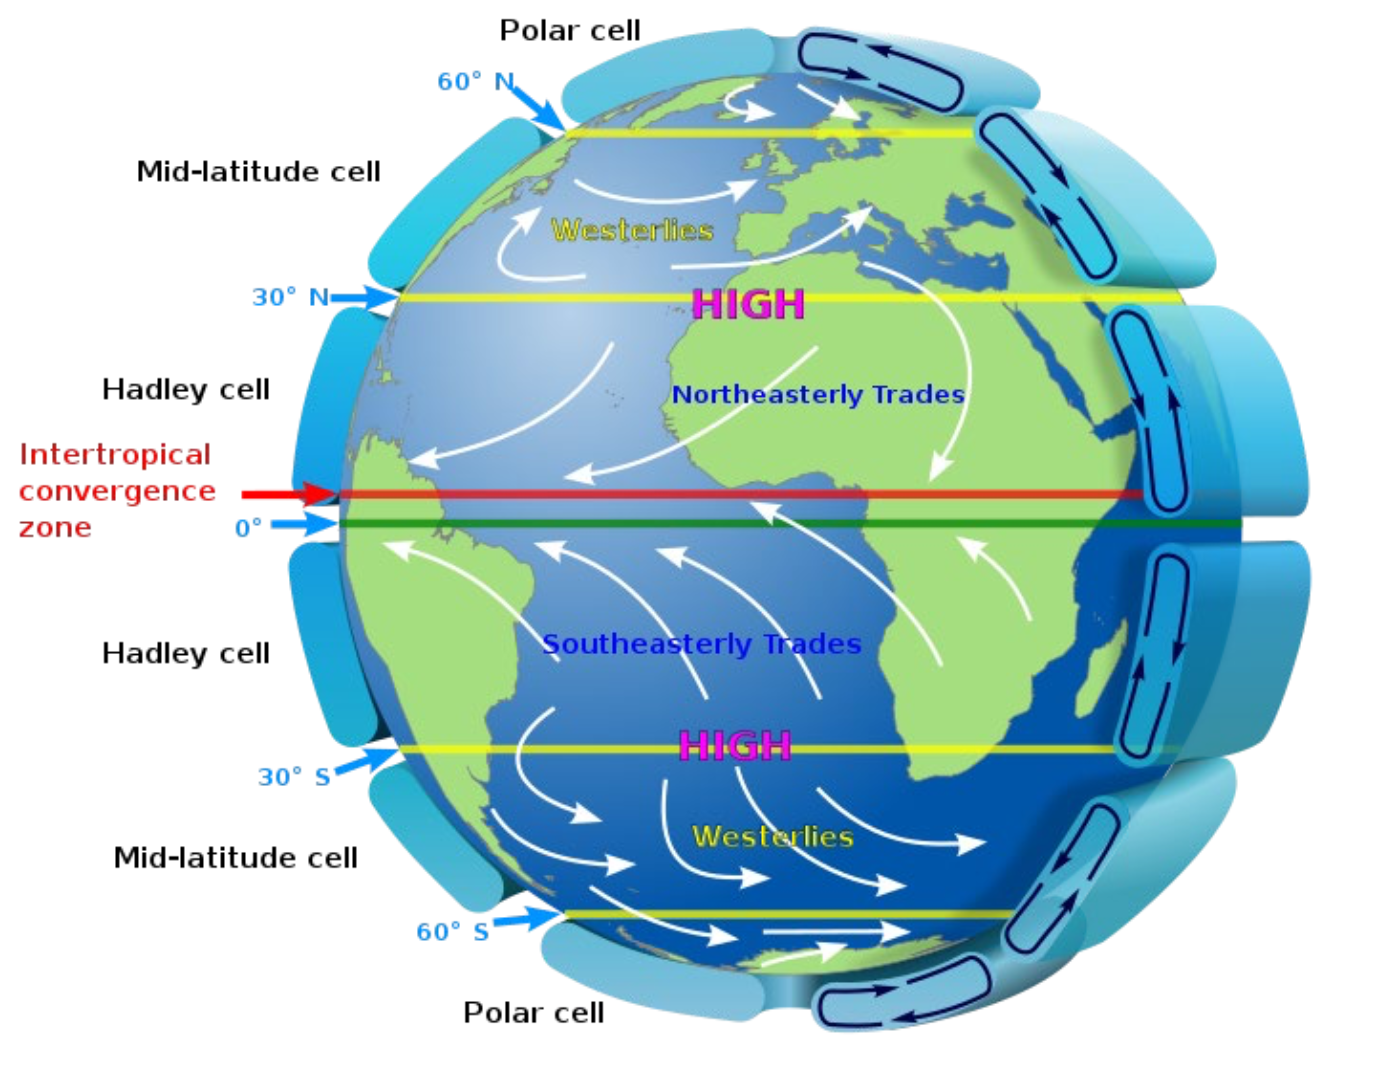 Polar cell
60° N
Mid-latitude cell
Westerlies
30° N
HIGH
Hadley cell
Northeasterly Trades
Intertropical
convergence
zone
0°
Hadley cell
Southeasterly Trades
HIGH
30° S
Westerlies
Mid-latitude cell
60° S
Polar cell